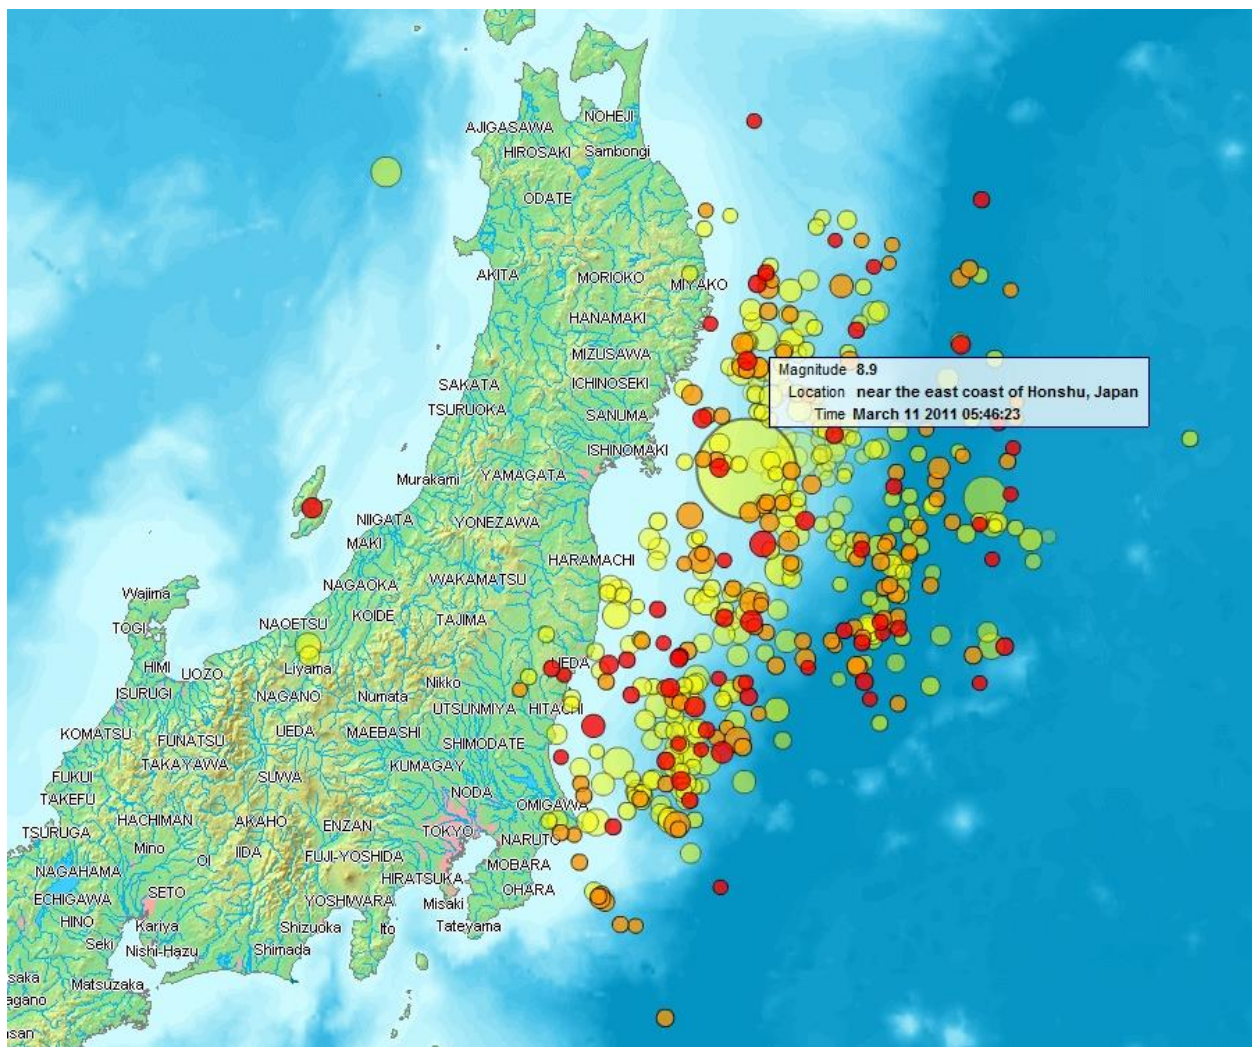 NOHEJI
AJIGASAWA
HIROSAKI Sambongi
ODATE
AKITA MORIOKO
MIYAKO
HANAMAKI
MIZUSAWA
Magnitude 8.9
SAKATA ICHINOSEKI
Location near the east coast of Honshu, Japan
TSURUOKA SANUMA
Time March 11 2011 05:46:23
ISHINOMAKI
Murakami YAMAGATA
NIIGATA YONEZAWA
MAKI
HARAMACHI
NAGAOKA WAKAMATSU
Wajima
KOIDE TAJIMA
TOGI NAOETSU
HIMI UOZO Liyama UEDA
ISURUGI NAGANO Numata Nikko
UTSUNMIYA HITACHI
KOMATSU FUNATSU UEDA MAEBASHI
SHIMODATE
TAKAYAWA KUMAGAY
FUKUI SUWA
TAKEFU NODA
OMIGAWA
HACHIMAN AKAHO ENZAN
TSURUGA TOKYO
NARUTO
Mino OI IIDA FUJI-YOSHIDA
NAGAHAMA MOBARA
HIRATSUKA
ECHIGAWA SETO YOSHIWARA OHARA
Misaki
HINO Kariya Shizuoka Ito Tateyama
Seki Nishi-Hazu Shimada
saka Matsuzaka
agano
san